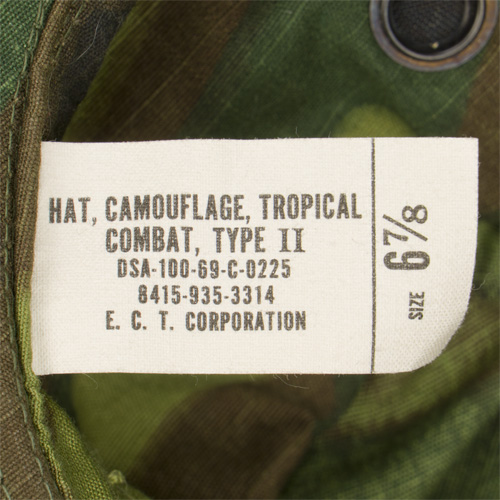 HAT, CAMOUFLAGE, TROPICAL
COMBAT, TYPE II
DSA-100-69-C-0225
8415-935-3314
E. C. T. CORPORATION
SIZE 6 7/8